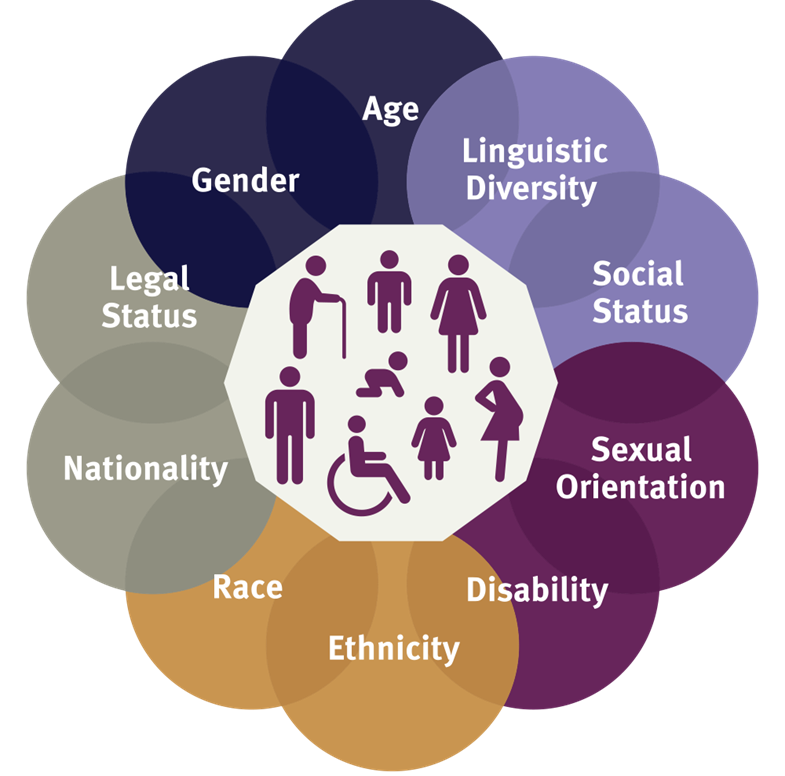 Age
Linguistic
Diversity
Social
Status
Sexual
Orientation
Disability
Ethnicity
Race
Nationality
Legal
Status
Gender